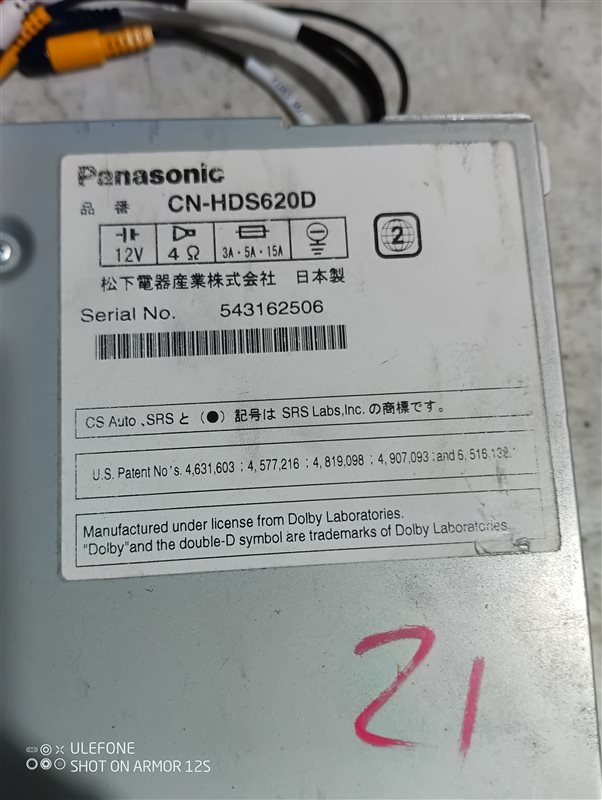 Panasonic
品番 CN-HDS620D
12V 4 Ω 3A・5A・15A
2
松下電器産業株式会社 日本製
Serial No. 543162506
CS Auto、SRS と (●) 記号は SRS Labs,Inc. の商標です。
U.S. Patent No's. 4,631,603 ; 4,577,216 ; 4,819,098 ; 4,907,093 and 6,516,132.
Manufactured under license from Dolby Laboratories.
"Dolby"and the double-D symbol are trademarks of Dolby Laboratories.
21
ULEFONE
SHOT ON ARMOR 12S